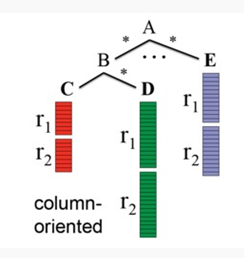 A
* *
B ... E
*
C D
r1
r1
r1
r2
r2
column-
oriented
r2